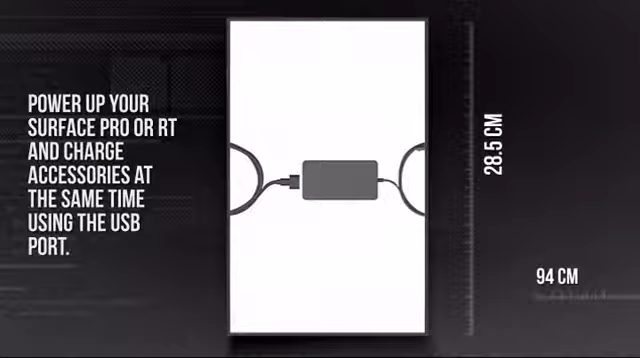 POWER UP YOUR
SURFACE PRO OR RT
AND CHARGE
ACCESSORIES AT
THE SAME TIME
USING THE USB
PORT.
28.5 CM
94 CM